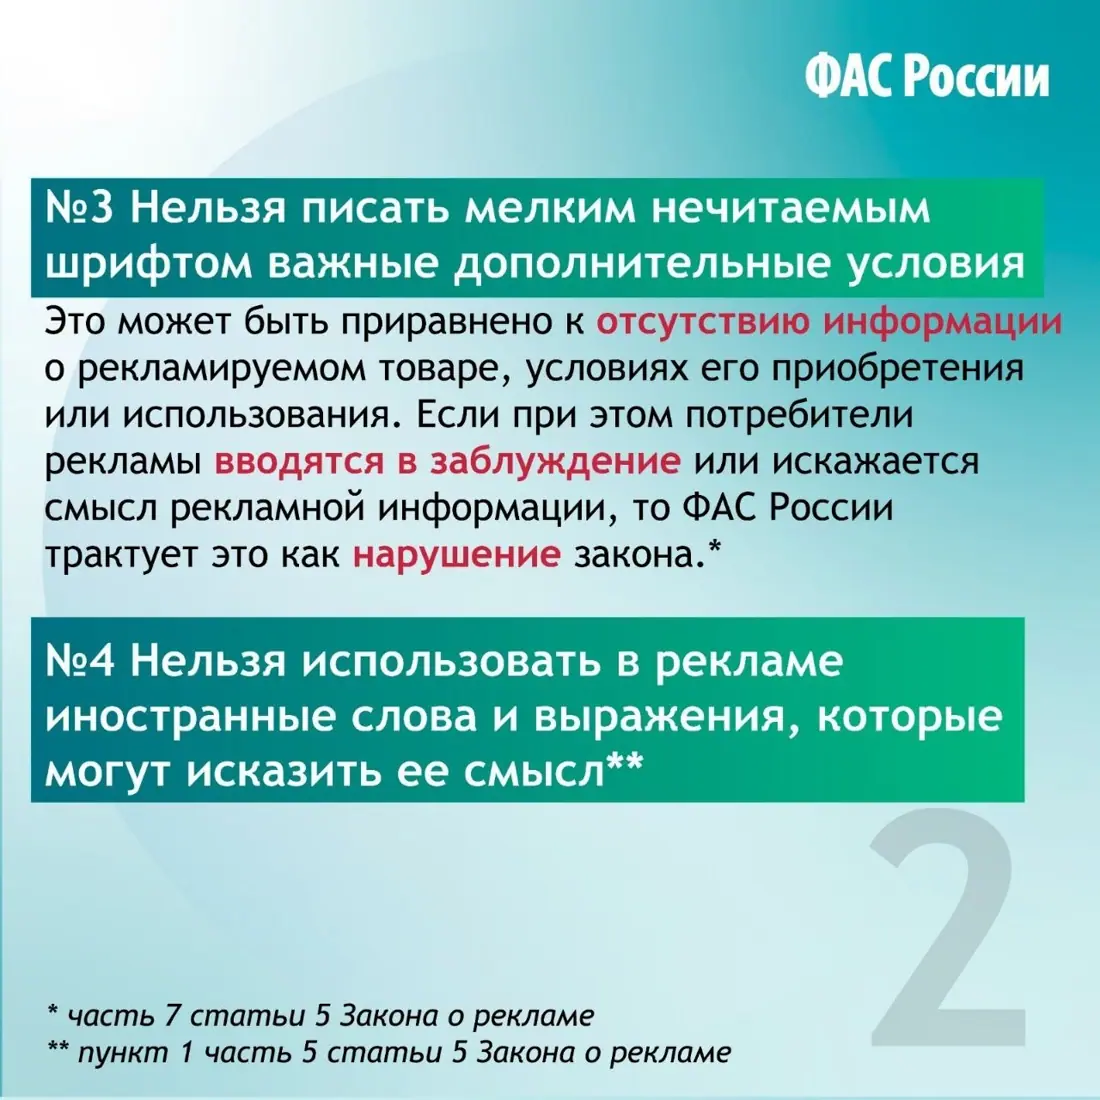 ФАС России
№3 Нельзя писать мелким нечитаемым
шрифтом важные дополнительные условия
Это может быть приравнено к отсутствию информации
о рекламируемом товаре, условиях его приобретения
или использования. Если при этом потребители
рекламы вводятся в заблуждение или искажается
смысл рекламной информации, то ФАС России
трактует это как нарушение закона.*
№4 Нельзя использовать в рекламе
иностранные слова и выражения, которые
могут исказить ее смысл**
2
* часть 7 статьи 5 Закона о рекламе
** пункт 1 часть 5 статьи 5 Закона о рекламе